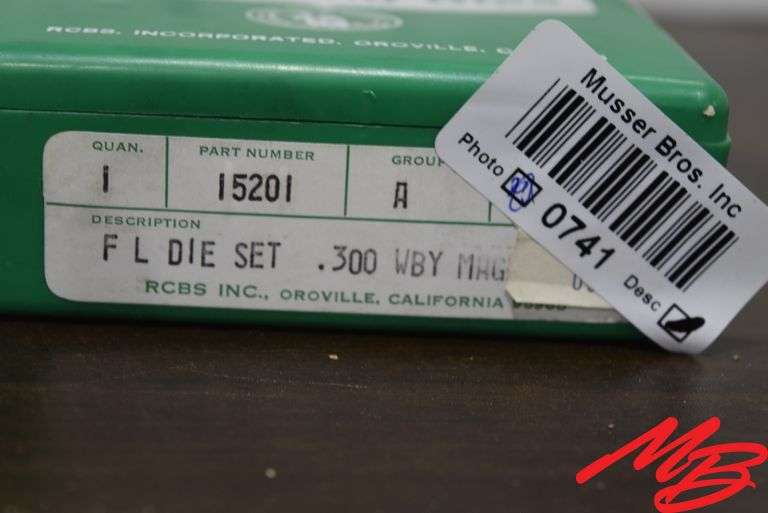 RCBS, INCORPORATED, OROVILLE, C
QUAN. PART NUMBER GROUP
1 15201 A
DESCRIPTION
F L DIE SET .300 WBY MAG
RCBS INC., OROVILLE, CALIFORNIA
Musser Bros. Inc
Photo 0741 Desc
MB